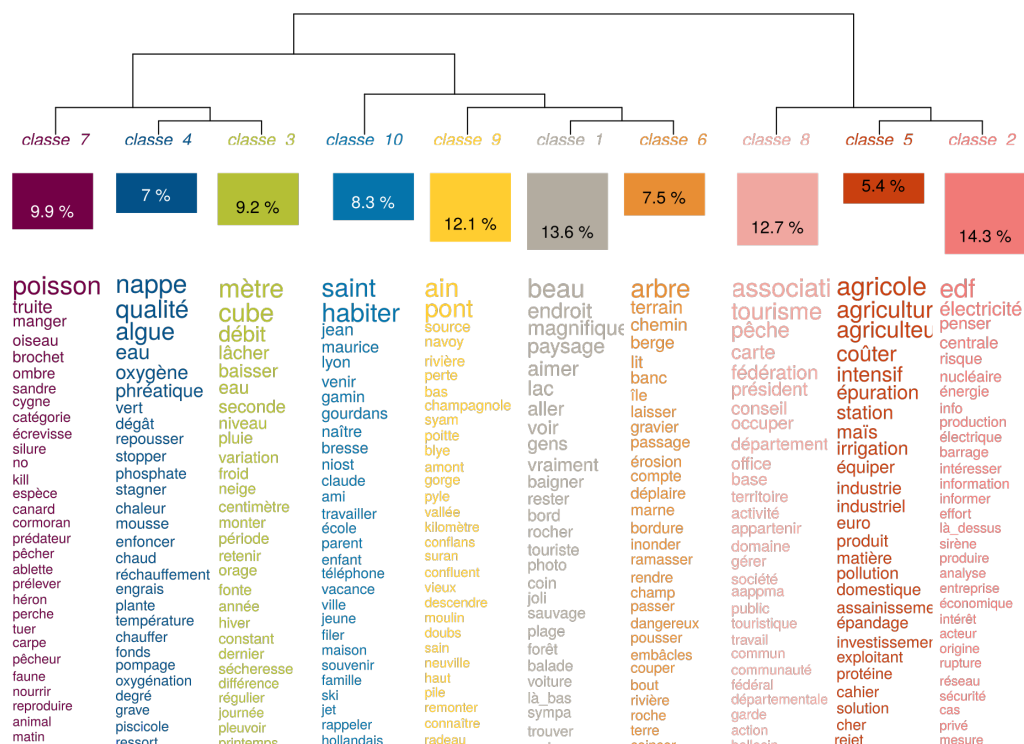 classe 7
classe 4
classe 3
classe 10
classe 9
classe 1
classe 6
classe 8
classe 5
classe 2
9.9 %
7 %
9.2 %
8.3 %
12.1 %
13.6 %
7.5 %
12.7 %
5.4 %
14.3 %
poisson
truite
manger
oiseau
brochet
ombre
sandre
cygne
catégorie
écrevisse
silure
no
kill
espèce
canard
cormoran
prédateur
pêcher
ablette
prélever
héron
perche
tuer
carpe
pêcheur
faune
nourrir
reproduire
animal
matin
nappe
qualité
algue
eau
oxygène
phréatique
vert
dégât
repousser
stopper
phosphate
stagner
chaleur
mousse
enfoncer
chaud
réchauffement
engrais
plante
température
chauffer
fonds
pompage
oxygénation
degré
grave
piscicole
ressort
mètre
cube
débit
lâcher
baisser
eau
seconde
niveau
pluie
variation
froid
neige
centimètre
monter
période
retenir
orage
fonte
année
hiver
constant
dernier
sécheresse
différence
régulier
journée
pleuvoir
printemps
saint
habiter
jean
maurice
lyon
venir
gamin
gourdans
naître
bresse
niost
claude
ami
travailler
école
parent
enfant
téléphone
vacance
ville
jeune
filer
maison
souvenir
famille
ski
jet
rappeler
hollandais
ain
pont
source
navoy
rivière
perte
bas
champagnole
syam
poitte
blye
amont
gorge
pyle
vallée
kilomètre
conflans
suran
confluent
vieux
descendre
moulin
doubs
sain
neuville
haut
pile
remonter
connaître
radeau
beau
endroit
magnifique
paysage
aimer
lac
aller
voir
gens
vraiment
baigner
rester
bord
rocher
touriste
photo
coin
joli
sauvage
plage
forêt
balade
voiture
là_bas
sympa
trouver
arbre
terrain
chemin
berge
lit
banc
île
laisser
gravier
passage
érosion
compte
déplaire
marne
bordure
inonder
ramasser
rendre
champ
passer
dangereux
pousser
embâcles
couper
bout
rivière
roche
terre
associati
tourisme
pêche
carte
fédération
président
conseil
occuper
département
office
base
territoire
activité
appartenir
domaine
gérer
société
aappma
public
touristique
travail
commun
communauté
fédéral
départementale
garde
action
agricole
agricultur
agriculteu
coûter
intensif
épuration
station
maïs
irrigation
équiper
industrie
industriel
euro
produit
matière
pollution
domestique
assainisseme
épandage
investissemen
exploitant
protéine
cahier
solution
cher
rejet
edf
électricité
penser
centrale
risque
nucléaire
énergie
info
production
électrique
barrage
intéresser
information
informer
effort
là_dessus
sirène
produire
analyse
entreprise
économique
intérêt
acteur
origine
rupture
réseau
sécurité
cas
privé
mesure